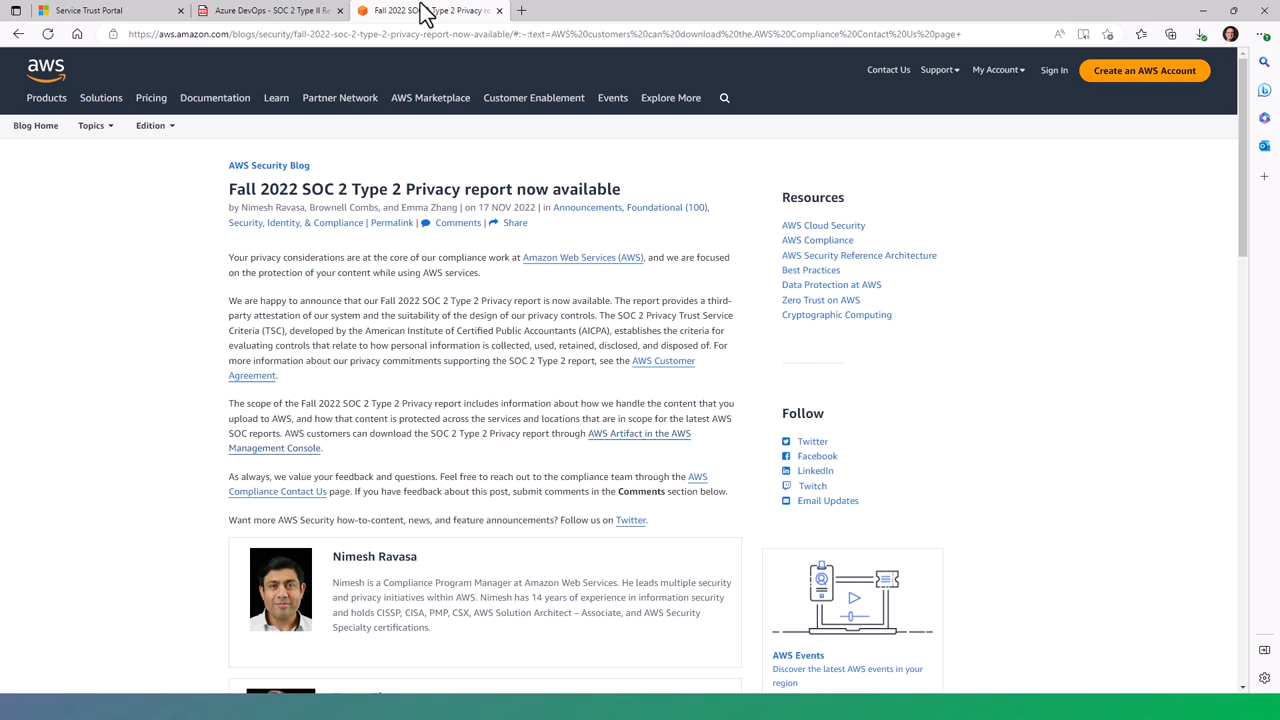 Service Trust Portal
Azure DevOps - SOC 2 Type II Re
Fall 2022 SOC 2 Type 2 Privacy re
https://aws.amazon.com/blogs/security/fall-2022-soc-2-type-2-privacy-report-now-available/#:~:text=AWS%20customers%20can%20download%20the,AWS%20Compliance%20Contact%20Us%20page+
aws
Contact Us Support My Account Sign In Create an AWS Account
Products Solutions Pricing Documentation Learn Partner Network AWS Marketplace Customer Enablement Events Explore More
Blog Home Topics Edition
AWS Security Blog
Fall 2022 SOC 2 Type 2 Privacy report now available
by Nimesh Ravasa, Brownell Combs, and Emma Zhang | on 17 NOV 2022 | in Announcements, Foundational (100),
Security, Identity, & Compliance | Permalink | Comments | Share
Your privacy considerations are at the core of our compliance work at Amazon Web Services (AWS), and we are focused
on the protection of your content while using AWS services.
We are happy to announce that our Fall 2022 SOC 2 Type 2 Privacy report is now available. The report provides a third-
party attestation of our system and the suitability of the design of our privacy controls. The SOC 2 Privacy Trust Service
Criteria (TSC), developed by the American Institute of Certified Public Accountants (AICPA), establishes the criteria for
evaluating controls that relate to how personal information is collected, used, retained, disclosed, and disposed of. For
more information about our privacy commitments supporting the SOC 2 Type 2 report, see the AWS Customer
Agreement.
The scope of the Fall 2022 SOC 2 Type 2 Privacy report includes information about how we handle the content that you
upload to AWS, and how that content is protected across the services and locations that are in scope for the latest AWS
SOC reports. AWS customers can download the SOC 2 Type 2 Privacy report through AWS Artifact in the AWS
Management Console.
As always, we value your feedback and questions. Feel free to reach out to the compliance team through the AWS
Compliance Contact Us page. If you have feedback about this post, submit comments in the Comments section below.
Want more AWS Security how-to-content, news, and feature announcements? Follow us on Twitter.
Nimesh Ravasa
Nimesh is a Compliance Program Manager at Amazon Web Services. He leads multiple security
and privacy initiatives within AWS. Nimesh has 14 years of experience in information security
and holds CISSP, CISA, PMP, CSX, AWS Solution Architect – Associate, and AWS Security
Specialty certifications.
Resources
AWS Cloud Security
AWS Compliance
AWS Security Reference Architecture
Best Practices
Data Protection at AWS
Zero Trust on AWS
Cryptographic Computing
Follow
Twitter
Facebook
LinkedIn
Twitch
Email Updates
AWS Events
Discover the latest AWS events in your
region